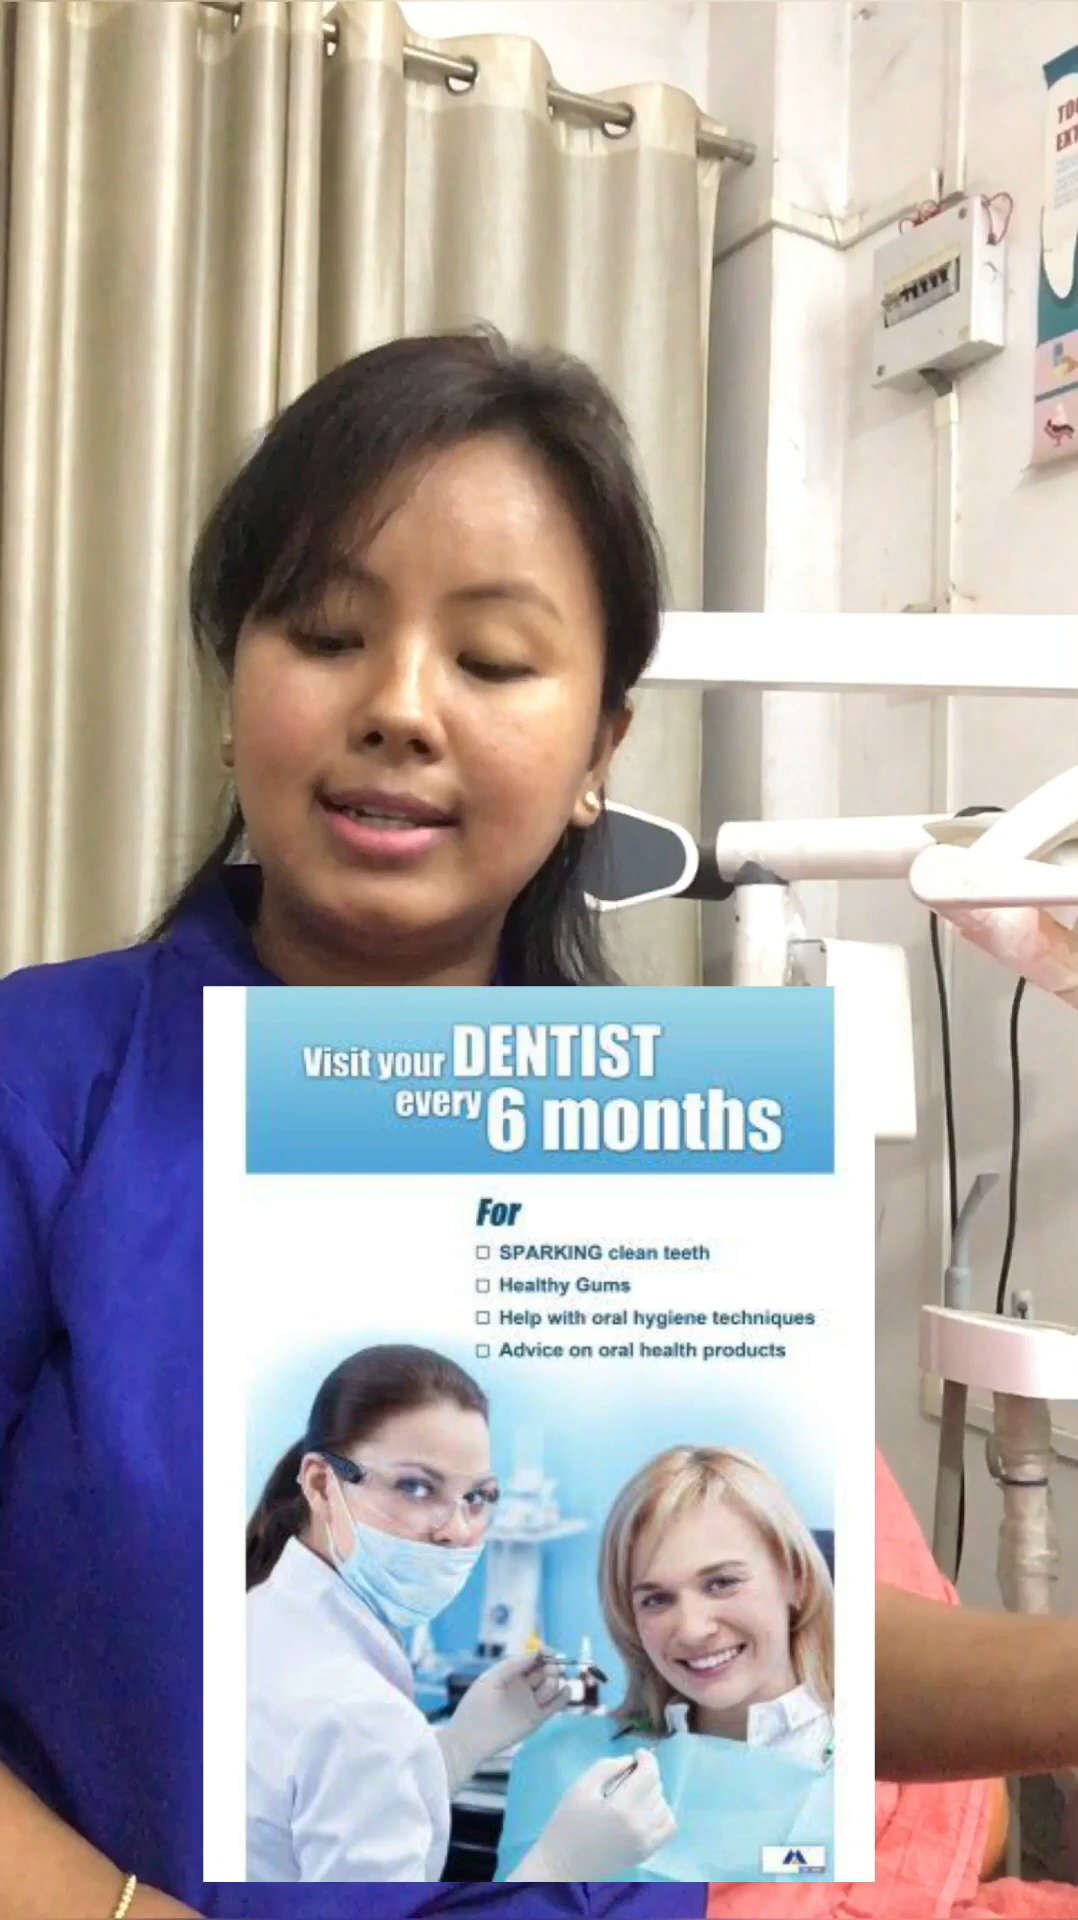 Visit your DENTIST
every 6 months
For
SPARKING clean teeth
Healthy Gums
Help with oral hygiene techniques
Advice on oral health products